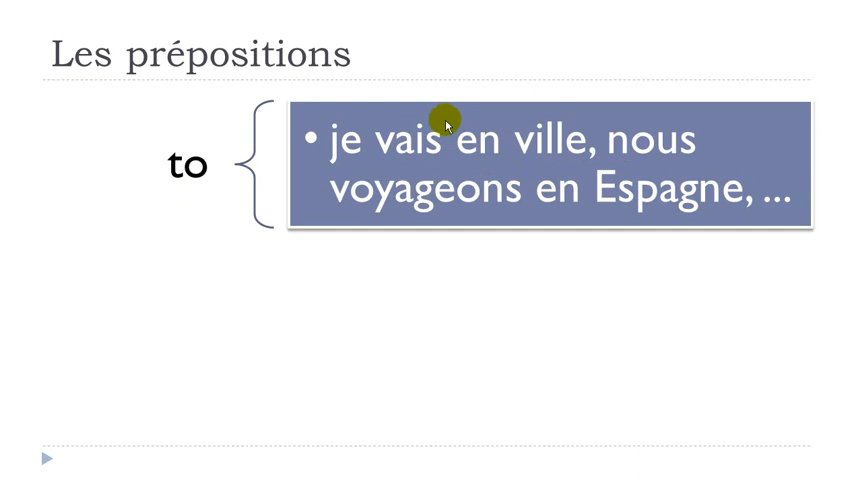 Les prépositions
to
• je vais en ville, nous
voyageons en Espagne, ...